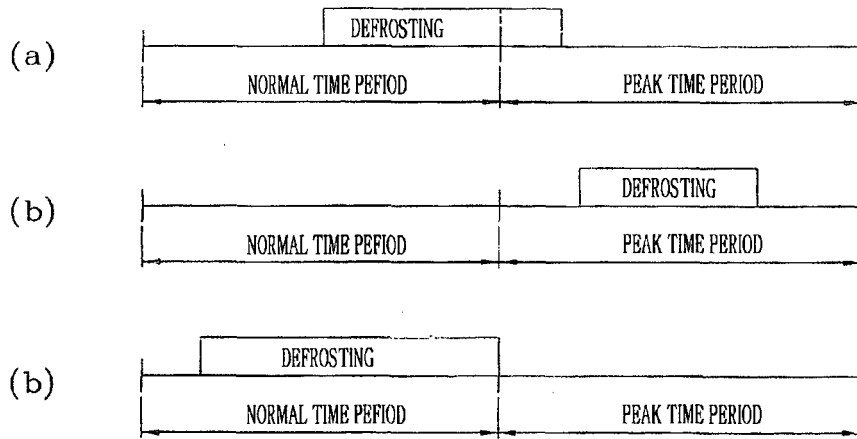 DEFROSTING
(a)
NORMAL TIME PEFIOD PEAK TIME PERIOD
DEFROSTING
(b)
NORMAL TIME PEFIOD PEAK TIME PERIOD
DEFROSTING
(b)
NORMAL TIME PEFIOD PEAK TIME PERIOD